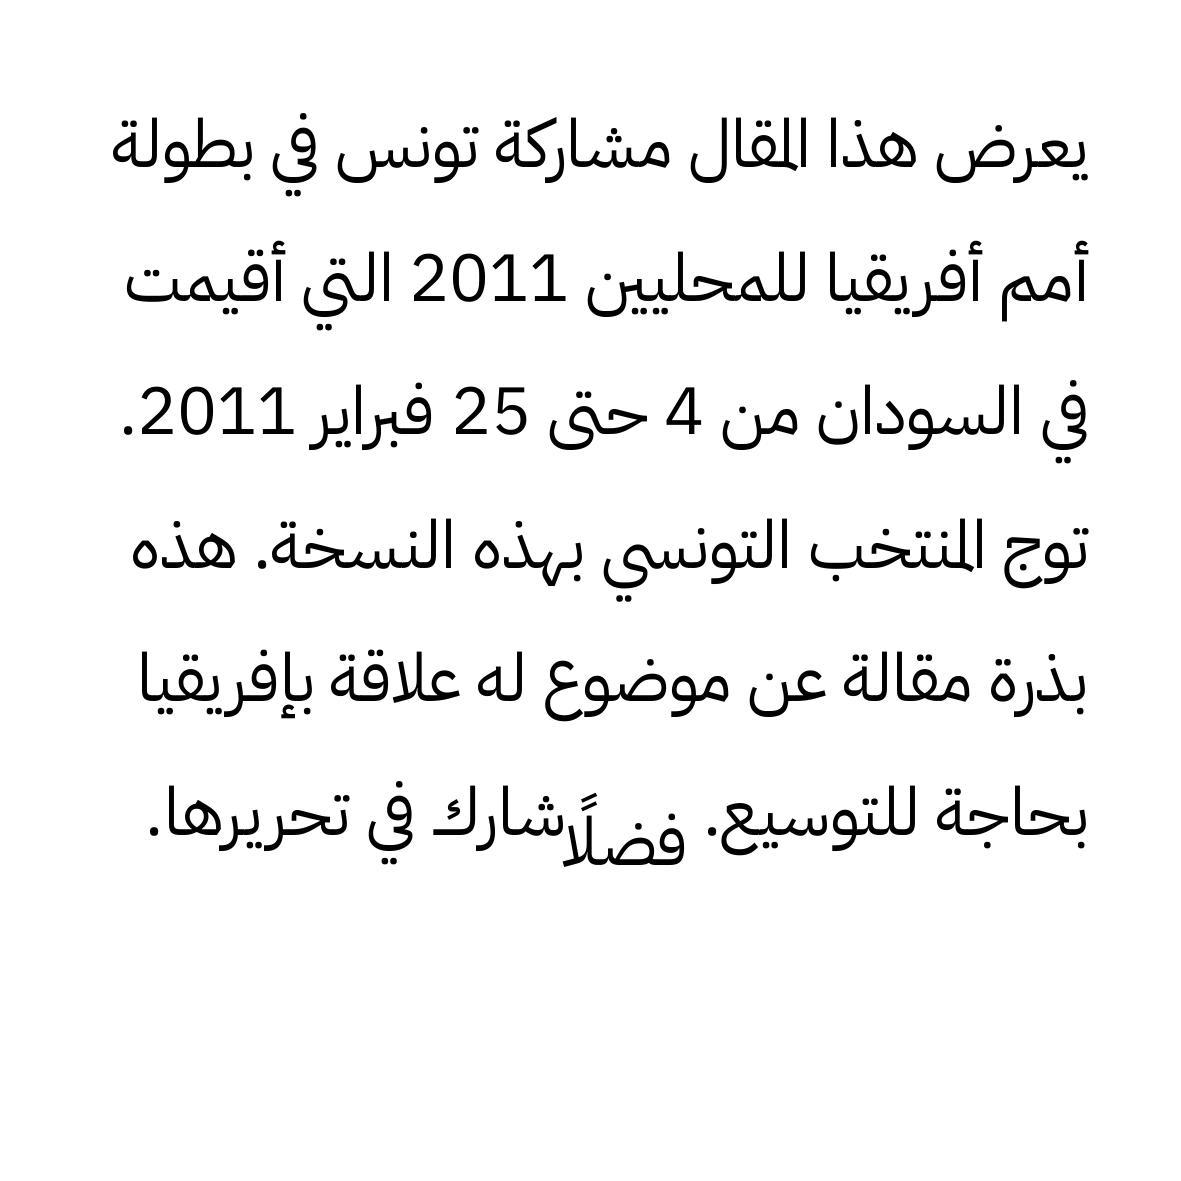 يعرض هذا المقال مشاركة تونس في بطولة
أمم أفريقيا للمحليين 2011 التي أقيمت
في السودان من 4 حتى 25 فبراير 2011.
توج المنتخب التونسي بهذه النسخة. هذه
بذرة مقالة عن موضوع له علاقة بإفريقيا
بحاجة للتوسيع. فضلًا شارك في تحريرها.